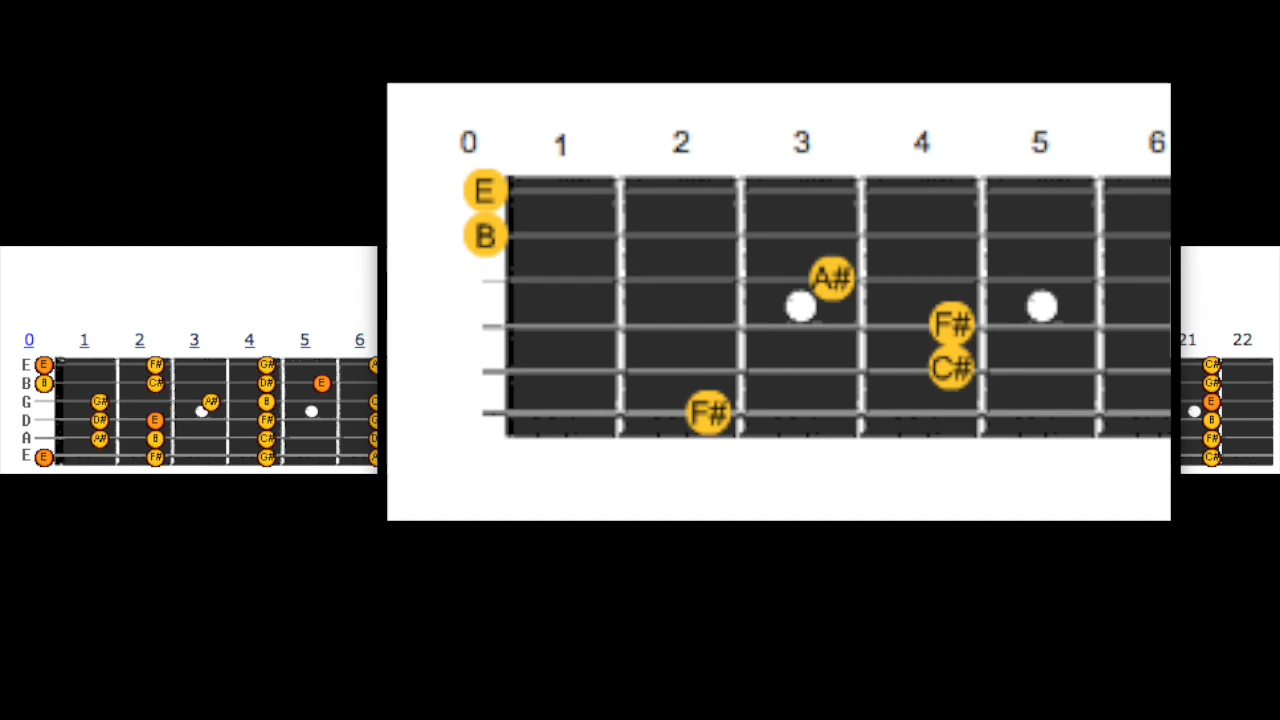 0 1 2 3 4 5 6
E
B
A#
F#
C#
F#
0 1 2 3 4 5 6
E E F# G#
B B C# D# E
G G# A# B
D D# E F#
A A# B C#
E E F# G#
21 22
C#
G#
E
B
F#
C#